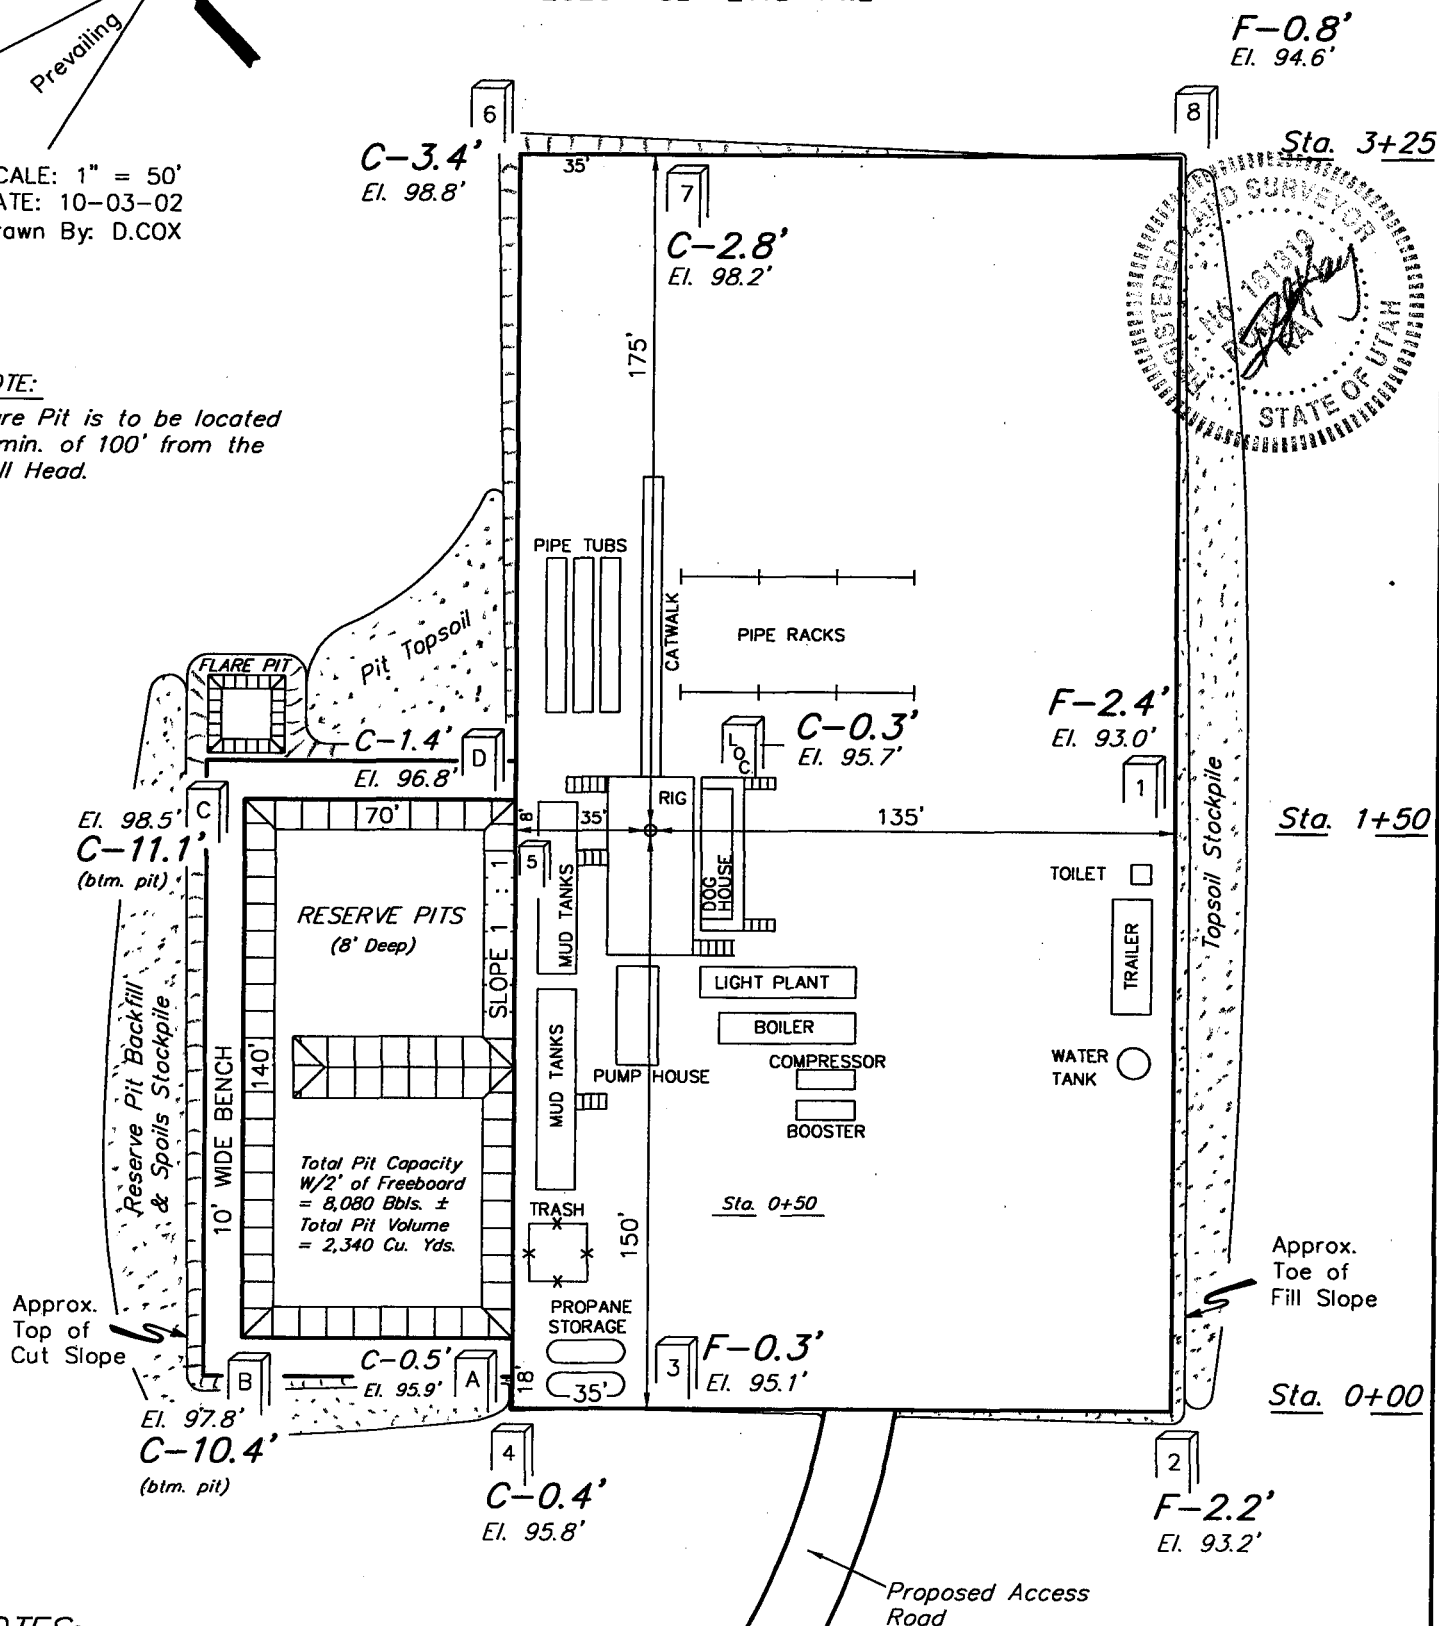 Prevailing
F-0.8'
El. 94.6'
6
8
C-3.4'
El. 98.8'
35'
Sta. 3+25
CALE: 1" = 50'
ATE: 10-03-02
rawn By: D.COX
7
C-2.8'
El. 98.2'
REGISTERED LAND SURVEYOR
No. 161319
KAY
STATE OF UTAH
175'
OTE:
re Pit is to be located
min. of 100' from the
ll Head.
PIPE TUBS
CATWALK
PIPE RACKS
Pit Topsoil
FLARE PIT
C-1.4'
El. 96.8'
D
LOC.
C-0.3'
El. 95.7'
F-2.4'
El. 93.0'
1
C
El. 98.5'
C-11.1'
(btm. pit)
70'
8'
35'
RIG
135'
Sta. 1+50
5
SLOPE 1 : 1
MUD TANKS
DOG HOUSE
TOILET
Topsoil Stockpile
RESERVE PITS
(8' Deep)
TRAILER
LIGHT PLANT
BOILER
Reserve Pit Backfill
& Spoils Stockpile
10' WIDE BENCH
140'
MUD TANKS
PUMP HOUSE
COMPRESSOR
BOOSTER
WATER
TANK
Total Pit Capacity
W/2' of Freeboard
= 8,080 Bbls. ±
Total Pit Volume
= 2,340 Cu. Yds.
TRASH
Sta. 0+50
150'
Approx.
Toe of
Fill Slope
Approx.
Top of
Cut Slope
PROPANE
STORAGE
35'
18'
3
F-0.3'
El. 95.1'
C-0.5'
El. 95.9'
A
B
El. 97.8'
C-10.4'
(btm. pit)
Sta. 0+00
4
C-0.4'
El. 95.8'
2
F-2.2'
El. 93.2'
Proposed Access
Road